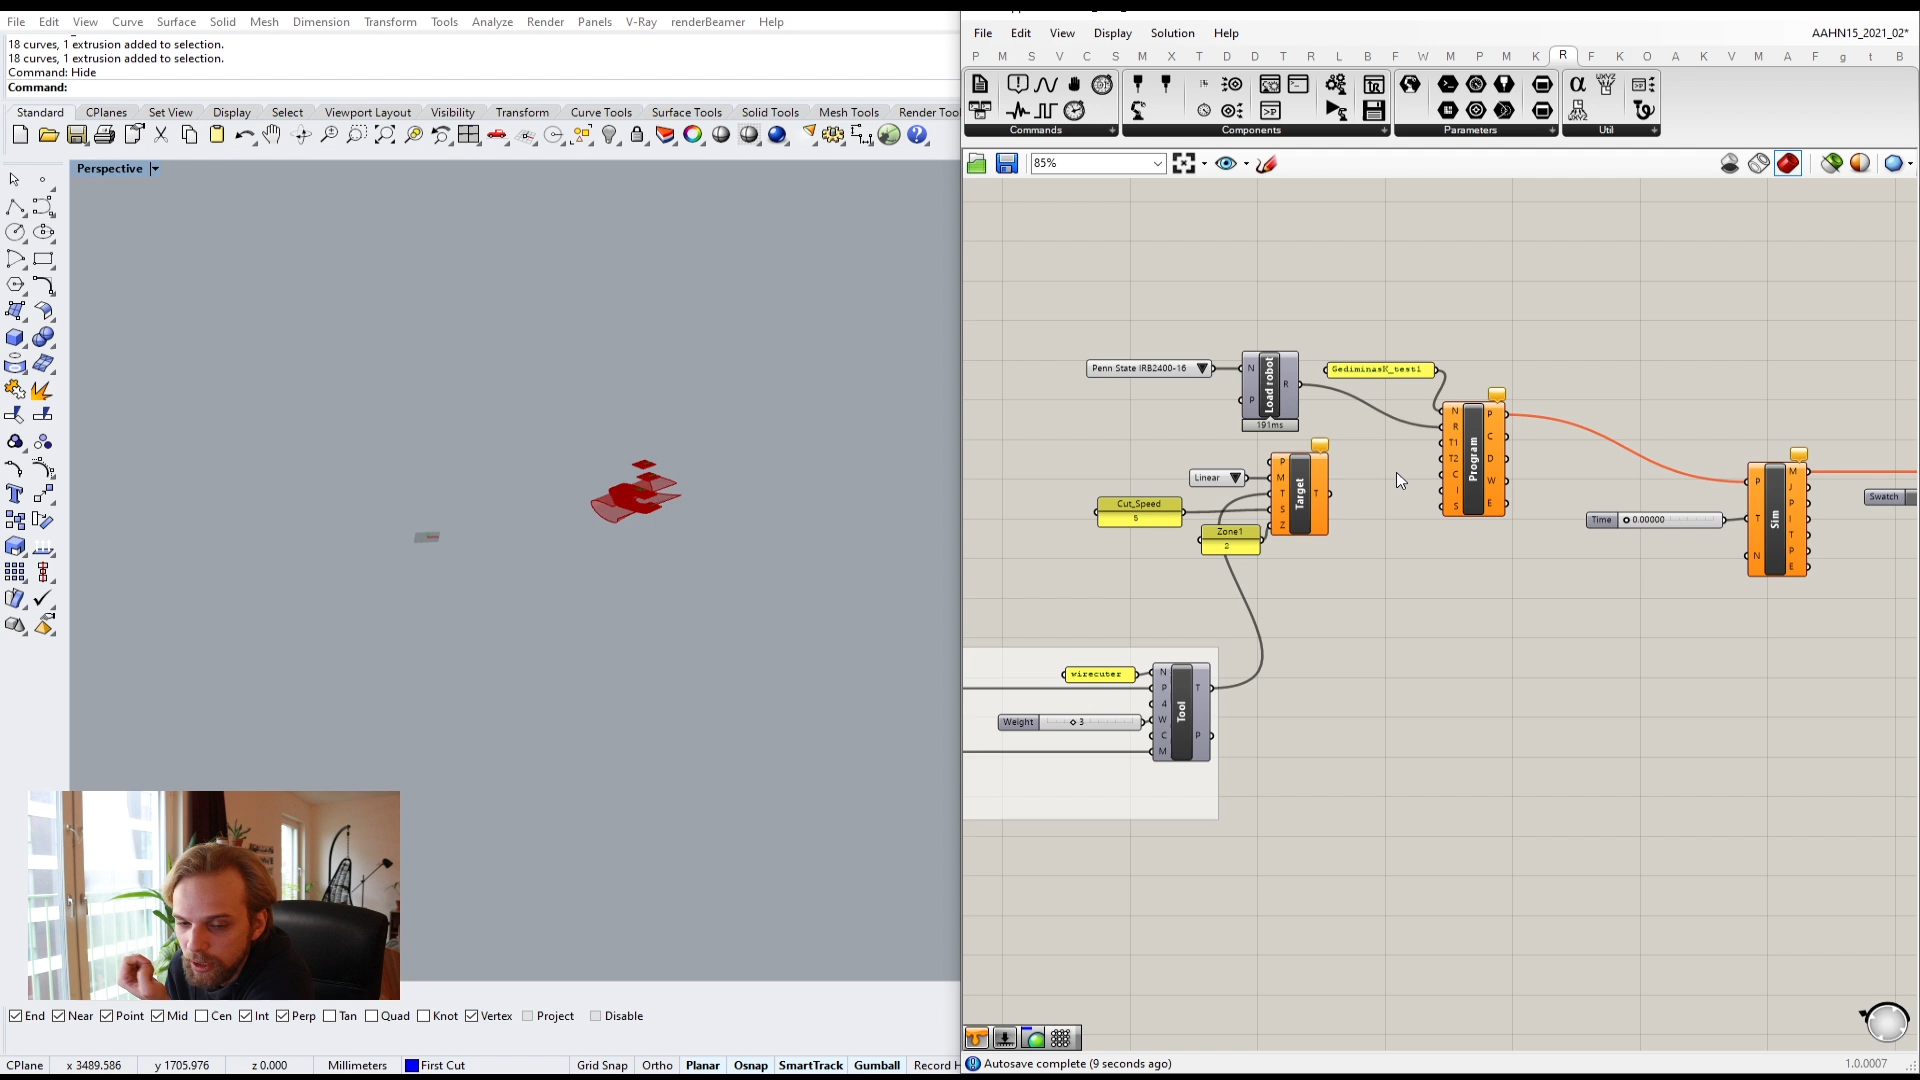 File Edit View Curve Surface Solid Mesh Dimension Transform Tools Analyze Render Panels V-Ray renderBeamer Help
18 curves, 1 extrusion added to selection.
18 curves, 1 extrusion added to selection.
Command: Hide
Command:
Standard CPlanes Set View Display Select Viewport Layout Visibility Transform Curve Tools Surface Tools Solid Tools Mesh Tools Render Too
Perspective
File Edit View Display Solution Help
AAHN15_2021_02*
P M S V C S M X T D D T R L B F W M P M K R F K A K V M A F g t B
Commands Components Parameters Util
85%
Penn State IRB2400-16
N
P
Load robot
R
191ms
GediminasK_test1
N
R
T1
T2
C
I
S
Program
P
C
D
W
E
Linear
P
M
T
S
Z
Target
T
Cut_Speed
5
Zone1
2
Time 0.00000
P
T
N
Sim
M
J
P
I
T
P
E
Swatch
wirecuter
Weight 3
N
P
4
W
C
M
Tool
T
P
End Near Point Mid Cen Int Perp Tan Quad Knot Vertex Project Disable
CPlane x 3489.586 y 1705.976 z 0.000 Millimeters First Cut Grid Snap Ortho Planar Osnap SmartTrack Gumball Record H
Autosave complete (9 seconds ago)
1.0.0007